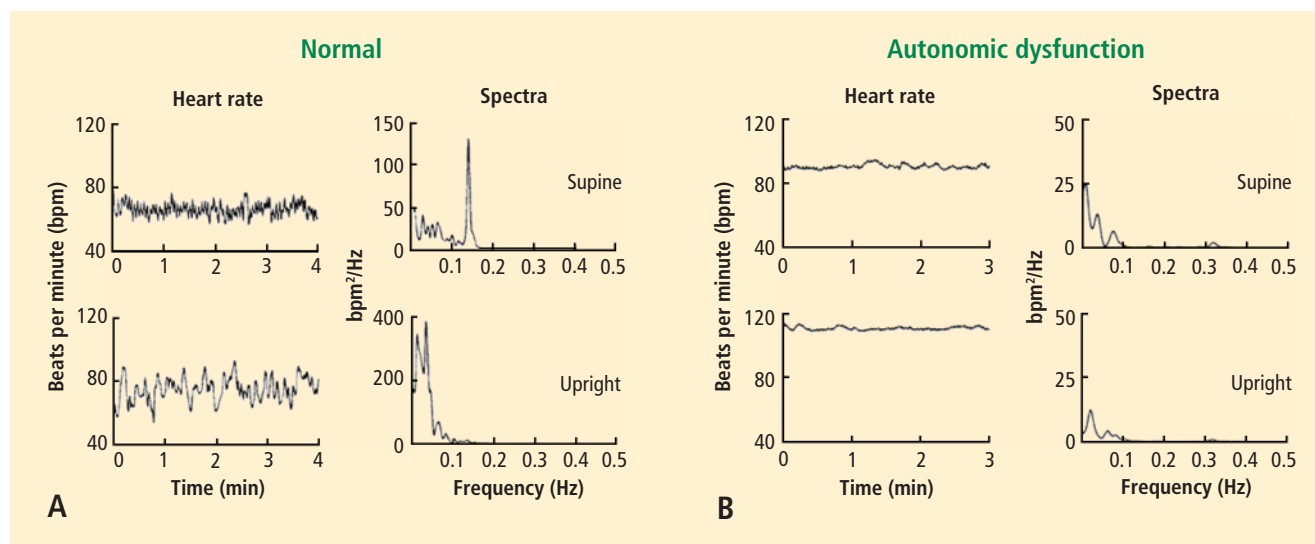 Normal
Autonomic dysfunction
Heart rate
Spectra
Heart rate
Spectra
Beats per minute (bpm)
120
80
40
0 1 2 3 4
bpm²/Hz
150
100
50
0
0.1 0.2 0.3 0.4 0.5
Supine
120
80
40
0 1 2 3 4
Time (min)
400
200
0
0.1 0.2 0.3 0.4 0.5
Upright
Frequency (Hz)
A
Beats per minute (bpm)
120
80
40
0 1 2 3
bpm²/Hz
50
25
0
0.1 0.2 0.3 0.4 0.5
Supine
120
80
40
0 1 2 3
Time (min)
50
25
0
0.1 0.2 0.3 0.4 0.5
Upright
Frequency (Hz)
B